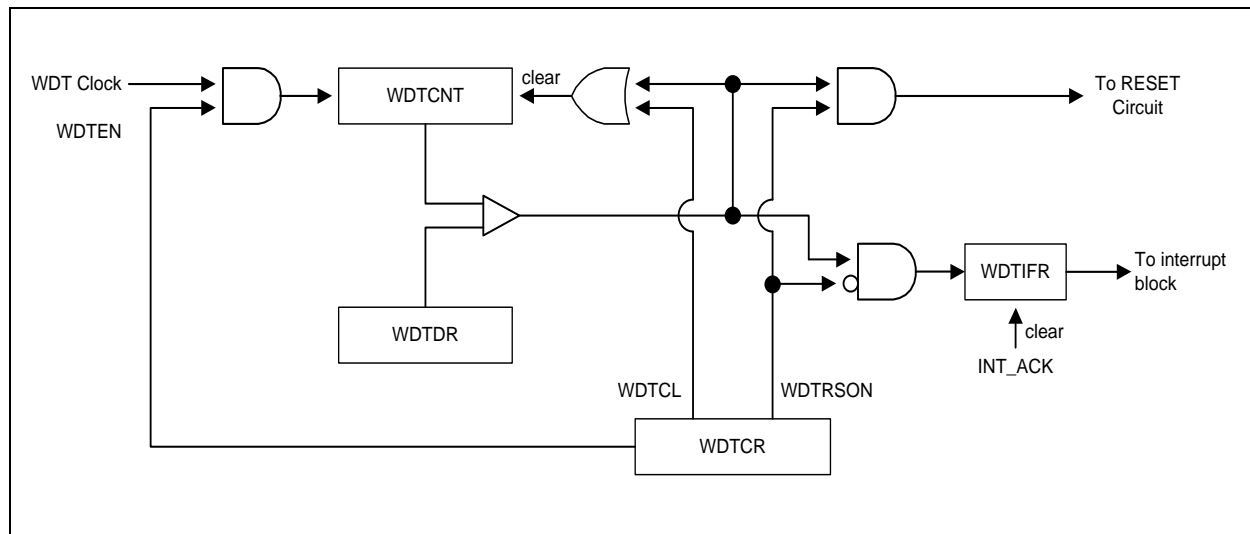 WDT Clock
WDTEN
WDTCNT
clear
To RESET
Circuit
WDTDR
WDTIFR
To interrupt
block
clear
INT_ACK
WDTCL
WDTRSON
WDTCR